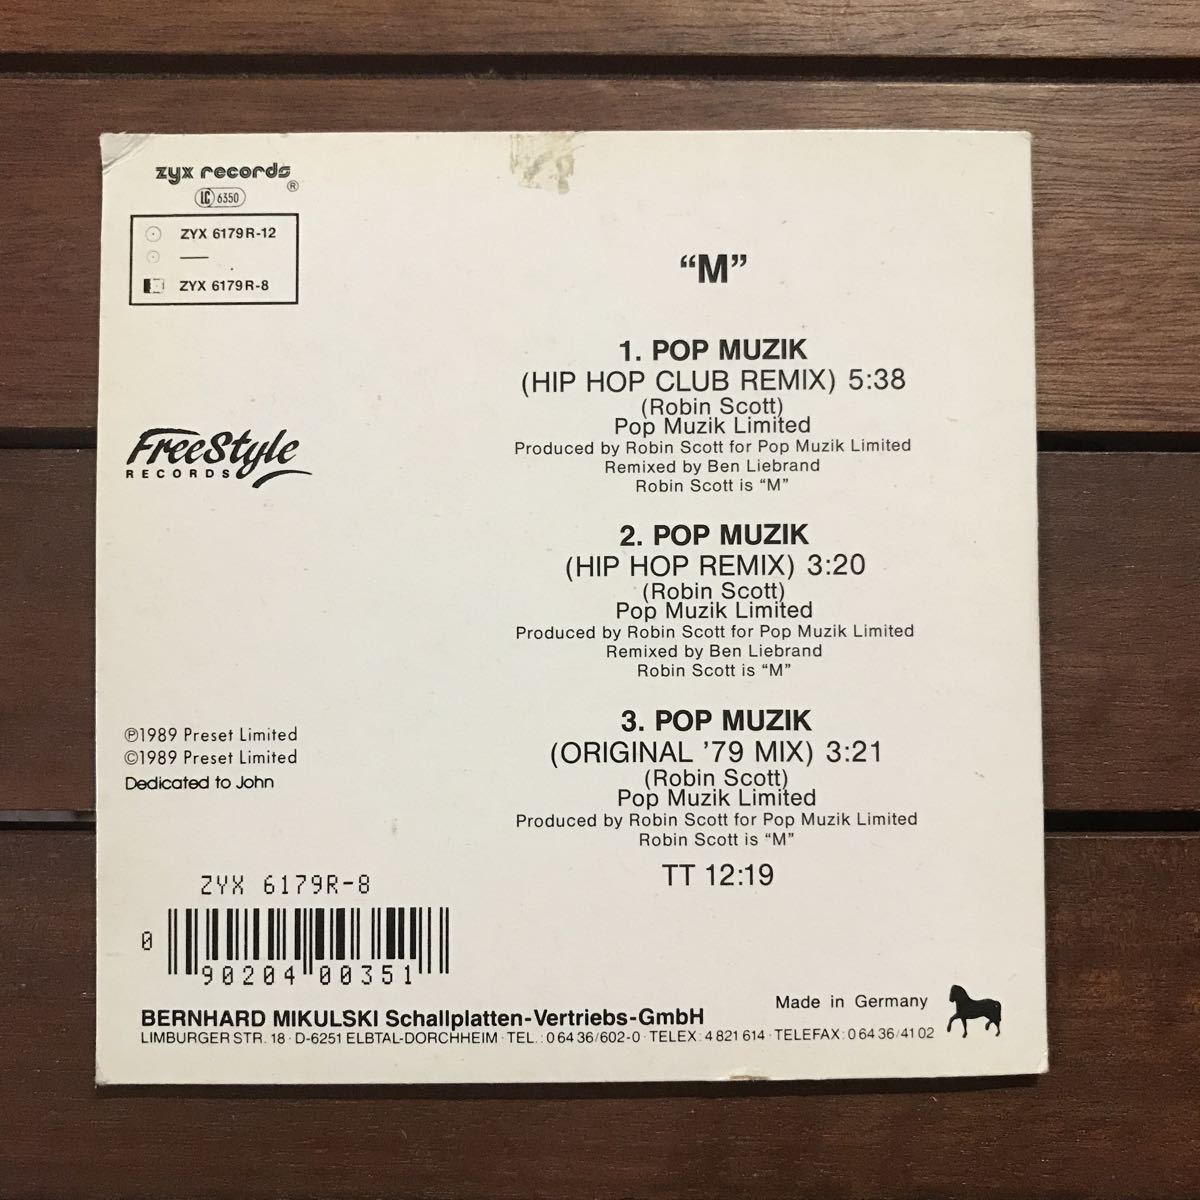 zyx records
®
LC 6350
ZYX 6179R-12
—
ZYX 6179R-8
"M"
1. POP MUZIK
(HIP HOP CLUB REMIX) 5:38
(Robin Scott)
Pop Muzik Limited
Produced by Robin Scott for Pop Muzik Limited
Remixed by Ben Liebrand
Robin Scott is “M”
FreeStyle
RECORDS
2. POP MUZIK
(HIP HOP REMIX) 3:20
(Robin Scott)
Pop Muzik Limited
Produced by Robin Scott for Pop Muzik Limited
Remixed by Ben Liebrand
Robin Scott is “M”
3. POP MUZIK
(ORIGINAL ’79 MIX) 3:21
(Robin Scott)
Pop Muzik Limited
Produced by Robin Scott for Pop Muzik Limited
Robin Scott is “M”
TT 12:19
℗1989 Preset Limited
©1989 Preset Limited
Dedicated to John
ZYX 6179R-8
0 90204 00351
Made in Germany
BERNHARD MIKULSKI Schallplatten-Vertriebs-GmbH
LIMBURGER STR. 18 · D-6251 ELBTAL-DORCHHEIM · TEL.: 0 64 36/602-0 · TELEX: 4 821 614 · TELEFAX: 0 64 36/41 02